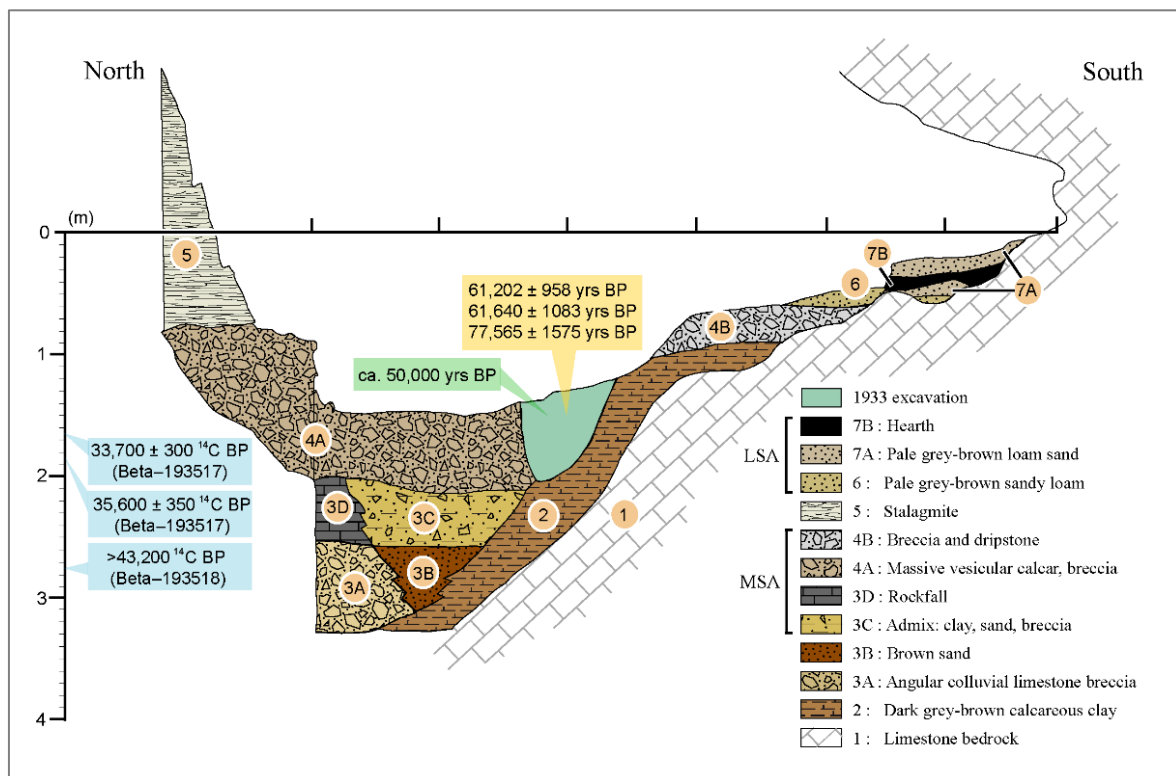 North
South
(m)
0
1
2
3
4
5
7B
6
7A
4B
61,202 ± 958 yrs BP
61,640 ± 1083 yrs BP
77,565 ± 1575 yrs BP
ca. 50,000 yrs BP
4A
33,700 ± 300 ¹⁴C BP
(Beta–193517)
35,600 ± 350 ¹⁴C BP
(Beta–193517)
>43,200 ¹⁴C BP
(Beta–193518)
3D
3C
2
1
3B
3A
1933 excavation
LSA
7B : Hearth
7A : Pale grey-brown loam sand
6 : Pale grey-brown sandy loam
5 : Stalagmite
MSA
4B : Breccia and dripstone
4A : Massive vesicular calcar, breccia
3D : Rockfall
3C : Admix: clay, sand, breccia
3B : Brown sand
3A : Angular colluvial limestone breccia
2 : Dark grey-brown calcareous clay
1 : Limestone bedrock